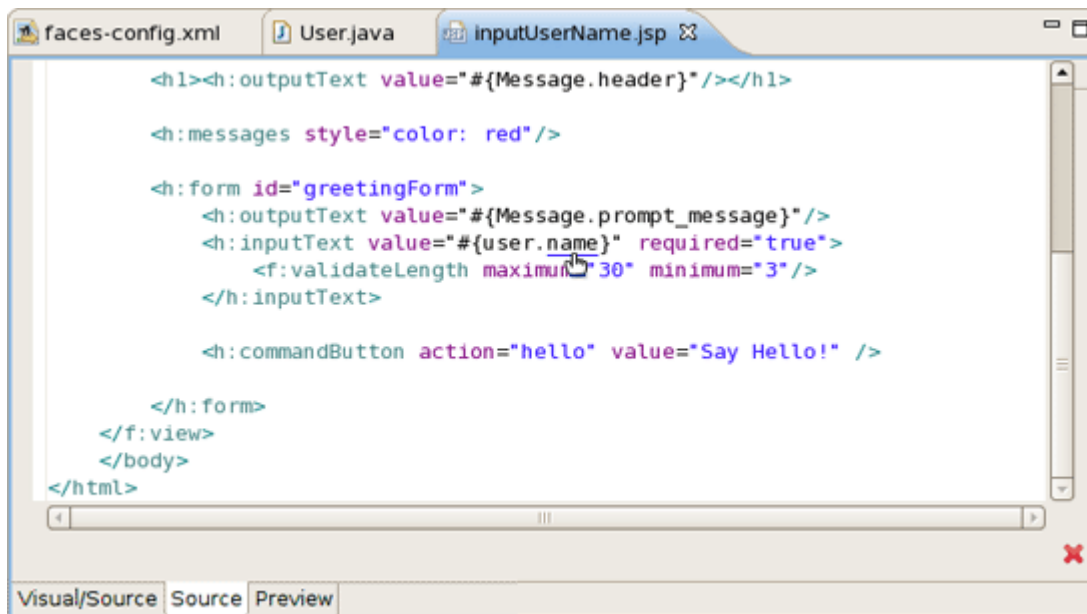 faces-config.xml User.java inputUserName.jsp
<h1><h:outputText value="#{Message.header}"/></h1>
<h:messages style="color: red"/>
<h:form id="greetingForm">
<h:outputText value="#{Message.prompt_message}"/>
<h:inputText value="#{user.name}" required="true">
<f:validateLength maximum="30" minimum="3"/>
</h:inputText>
<h:commandButton action="hello" value="Say Hello!" />
</h:form>
</f:view>
</body>
</html>
Visual/Source Source Preview